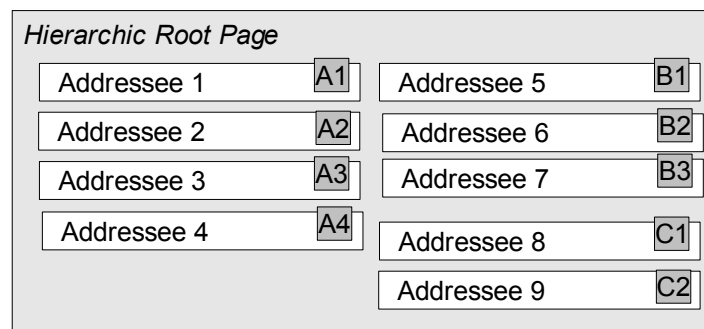 Hierarchic Root Page
Addressee 1 A1
Addressee 2 A2
Addressee 3 A3
Addressee 4 A4
Addressee 5 B1
Addressee 6 B2
Addressee 7 B3
Addressee 8 C1
Addressee 9 C2